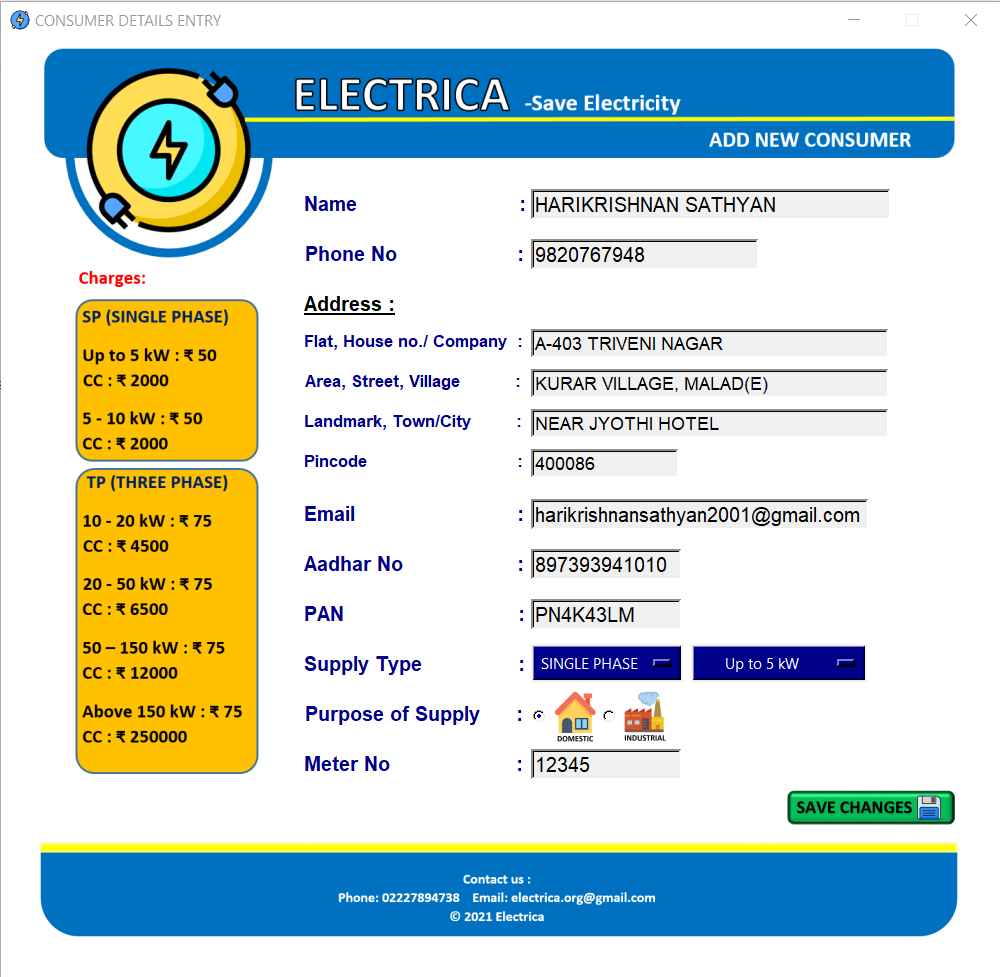 CONSUMER DETAILS ENTRY
ELECTRICA -Save Electricity
ADD NEW CONSUMER
Name : HARIKRISHNAN SATHYAN
Phone No : 9820767948
Address :
Flat, House no./ Company : A-403 TRIVENI NAGAR
Area, Street, Village : KURAR VILLAGE, MALAD(E)
Landmark, Town/City : NEAR JYOTHI HOTEL
Pincode : 400086
Email : harikrishnansathyan2001@gmail.com
Aadhar No : 897393941010
PAN : PN4K43LM
Supply Type : SINGLE PHASE Up to 5 kW
Purpose of Supply : DOMESTIC INDUSTRIAL
Meter No : 12345
Charges:
SP (SINGLE PHASE)
Up to 5 kW : ₹ 50
CC : ₹ 2000
5 - 10 kW : ₹ 50
CC : ₹ 2000
TP (THREE PHASE)
10 - 20 kW : ₹ 75
CC : ₹ 4500
20 - 50 kW : ₹ 75
CC : ₹ 6500
50 – 150 kW : ₹ 75
CC : ₹ 12000
Above 150 kW : ₹ 75
CC : ₹ 250000
SAVE CHANGES
Contact us :
Phone: 02227894738 Email: electrica.org@gmail.com
© 2021 Electrica